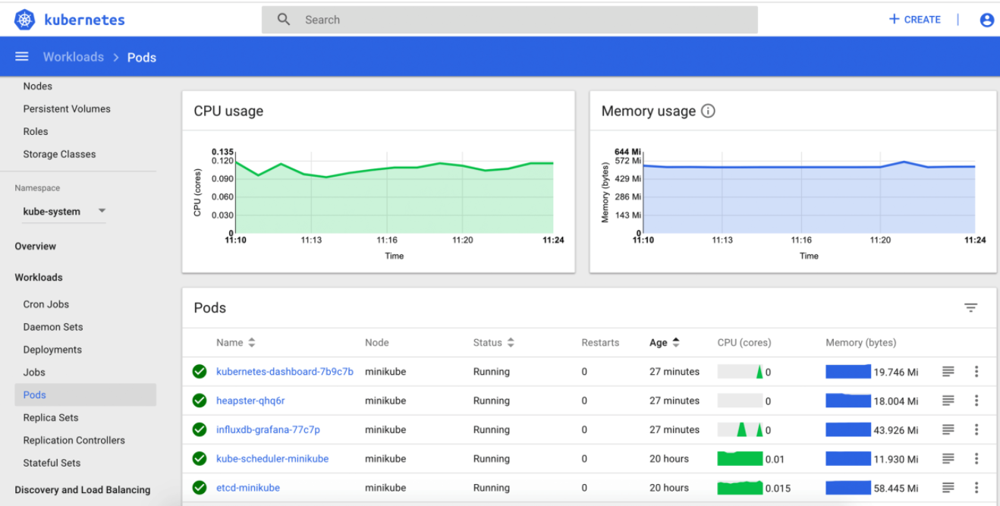 kubernetes
Search
+ CREATE
Workloads > Pods
Nodes
Persistent Volumes
Roles
Storage Classes
Namespace
kube-system
Overview
Workloads
Cron Jobs
Daemon Sets
Deployments
Jobs
Pods
Replica Sets
Replication Controllers
Stateful Sets
Discovery and Load Balancing
CPU usage
CPU (cores)
0.135
0.120
0.090
0.060
0.030
0
11:10 11:13 11:16 11:20 11:24
Time
Memory usage
Memory (bytes)
644 Mi
572 Mi
429 Mi
286 Mi
143 Mi
0
11:10 11:13 11:16 11:20 11:24
Time
Pods
Name Node Status Restarts Age CPU (cores) Memory (bytes)
kubernetes-dashboard-7b9c7b minikube Running 0 27 minutes 0 19.746 Mi
heapster-qhq6r minikube Running 0 27 minutes 0 18.004 Mi
influxdb-grafana-77c7p minikube Running 0 27 minutes 0 43.926 Mi
kube-scheduler-minikube minikube Running 0 20 hours 0.01 11.930 Mi
etcd-minikube minikube Running 0 20 hours 0.015 58.445 Mi